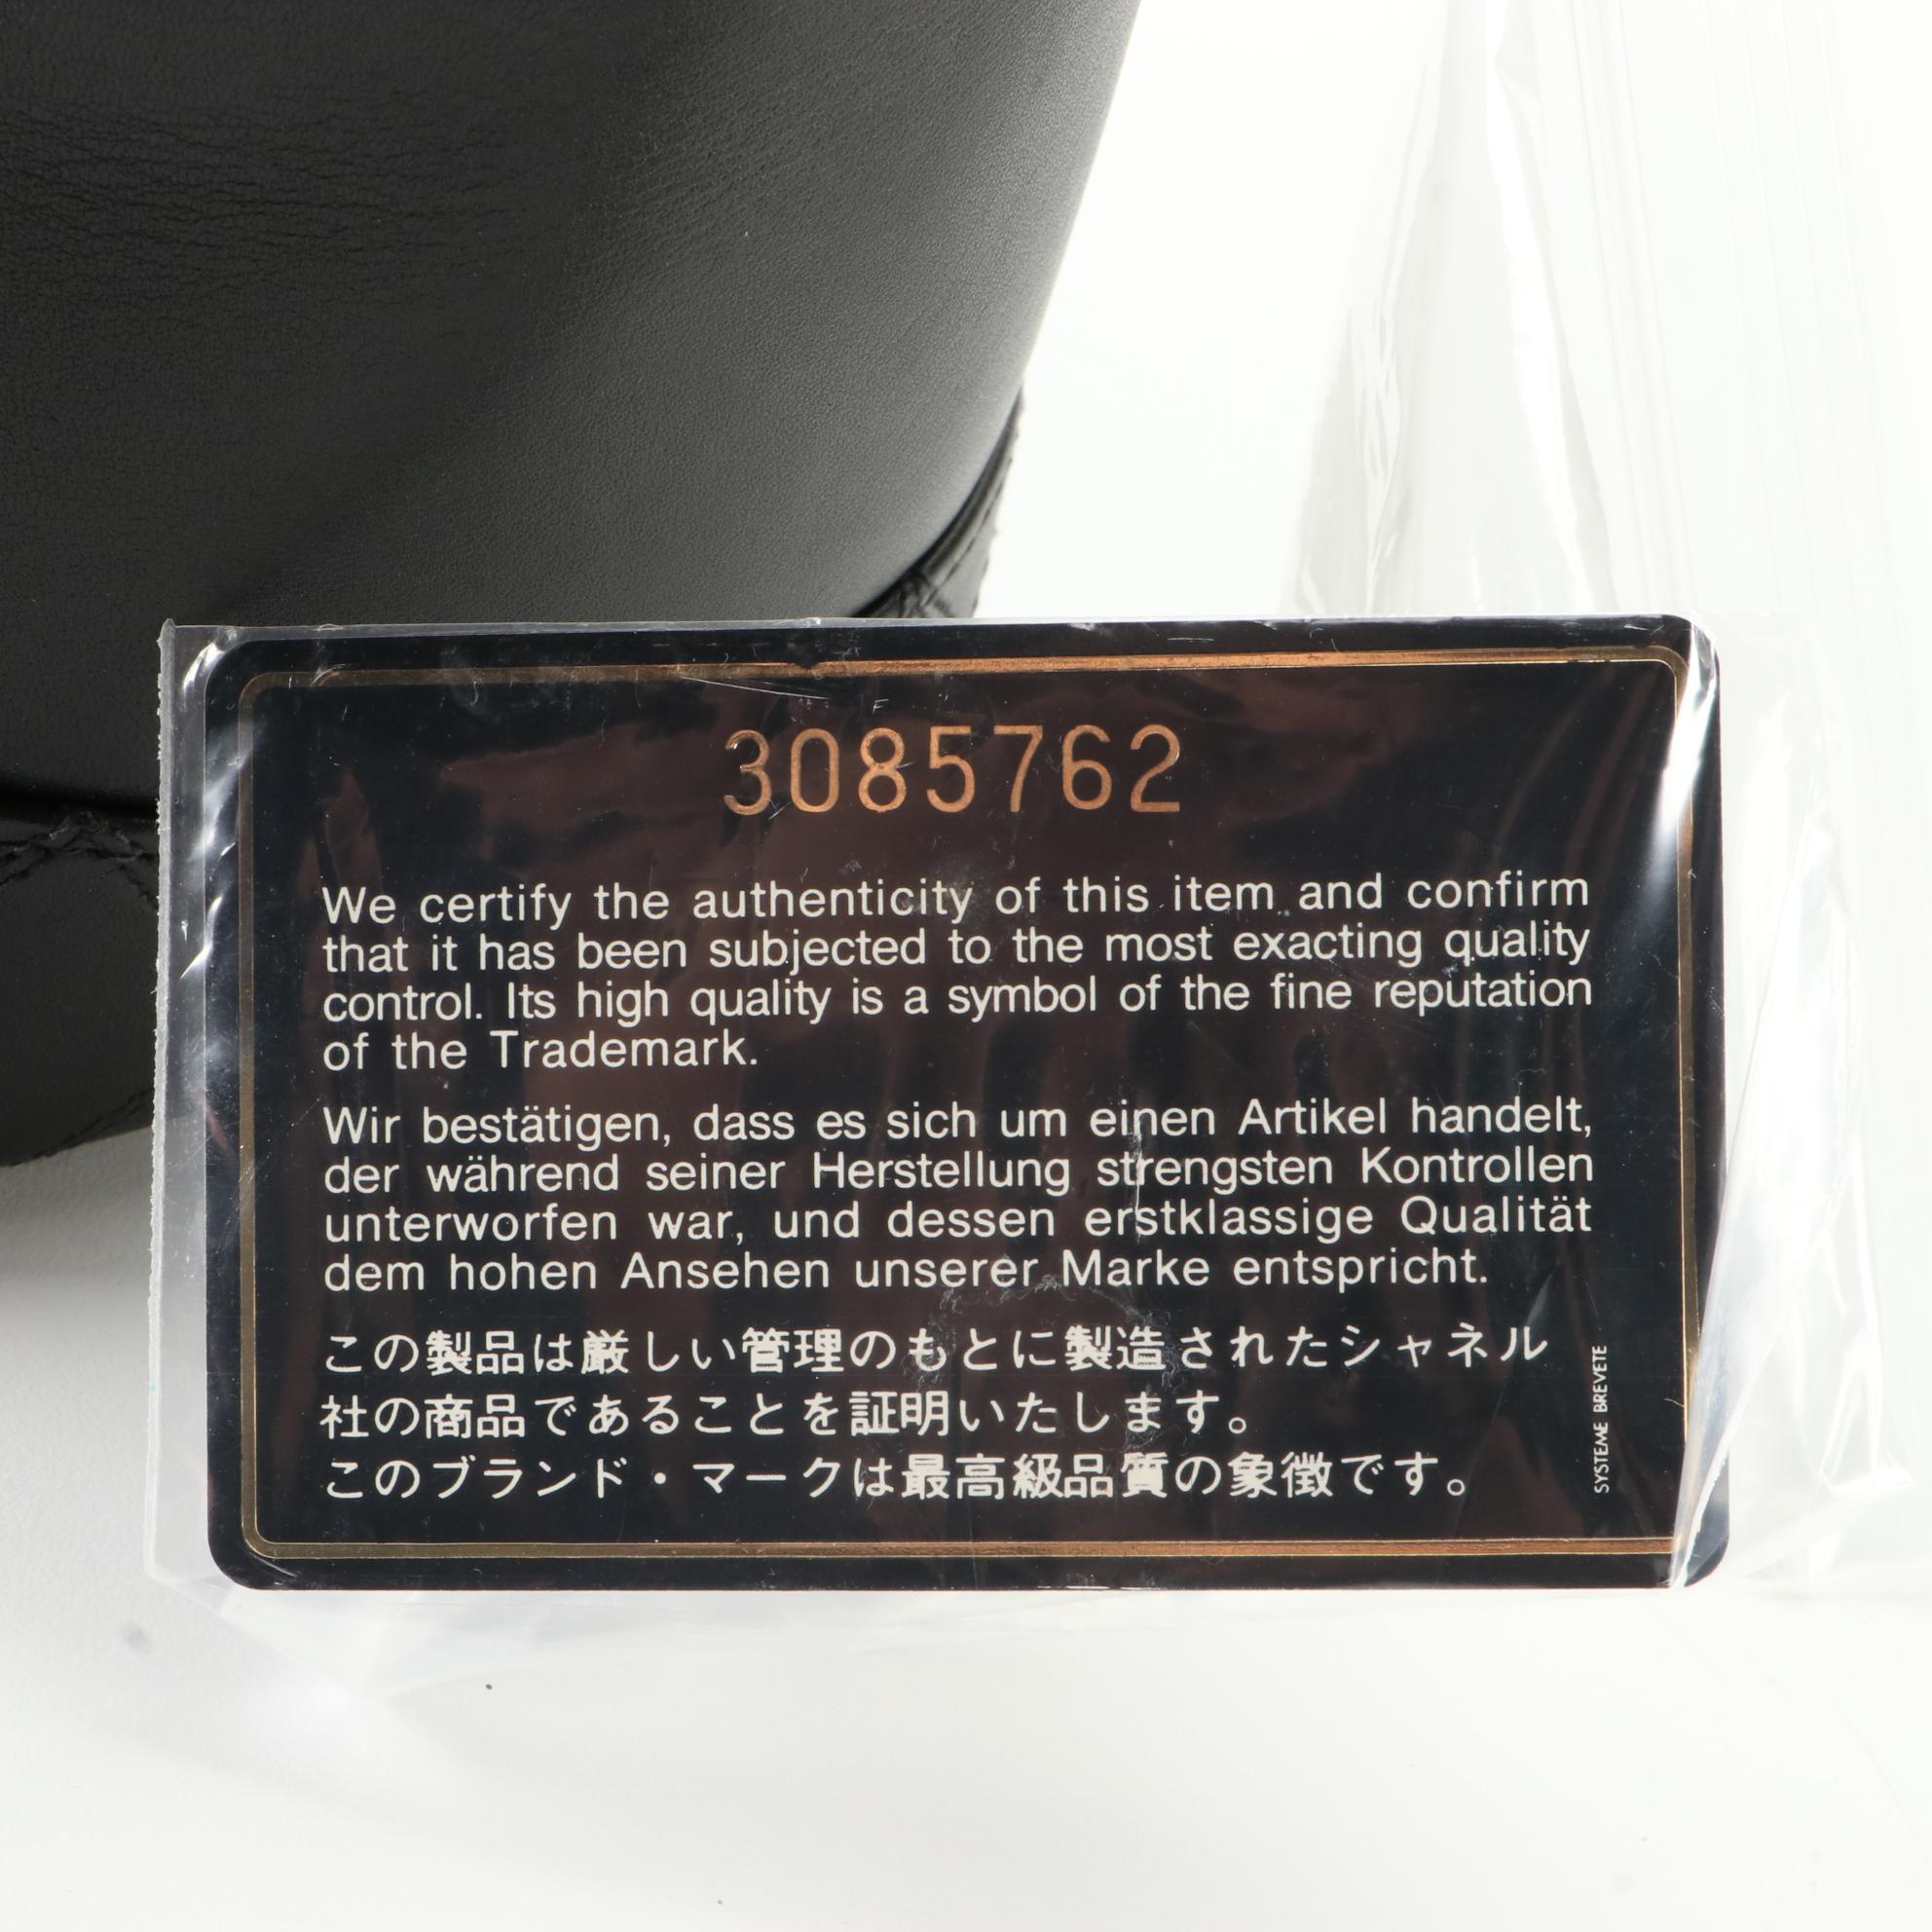 3085762
We certify the authenticity of this item and confirm
that it has been subjected to the most exacting quality
control. Its high quality is a symbol of the fine reputation
of the Trademark.
Wir bestätigen, dass es sich um einen Artikel handelt,
der während seiner Herstellung strengsten Kontrollen
unterworfen war, und dessen erstklassige Qualität
dem hohen Ansehen unserer Marke entspricht.
この製品は厳しい管理のもとに製造されたシャネル
社の商品であることを証明いたします。
このブランド・マークは最高級品質の象徴です。
SYSTEME BREVETE